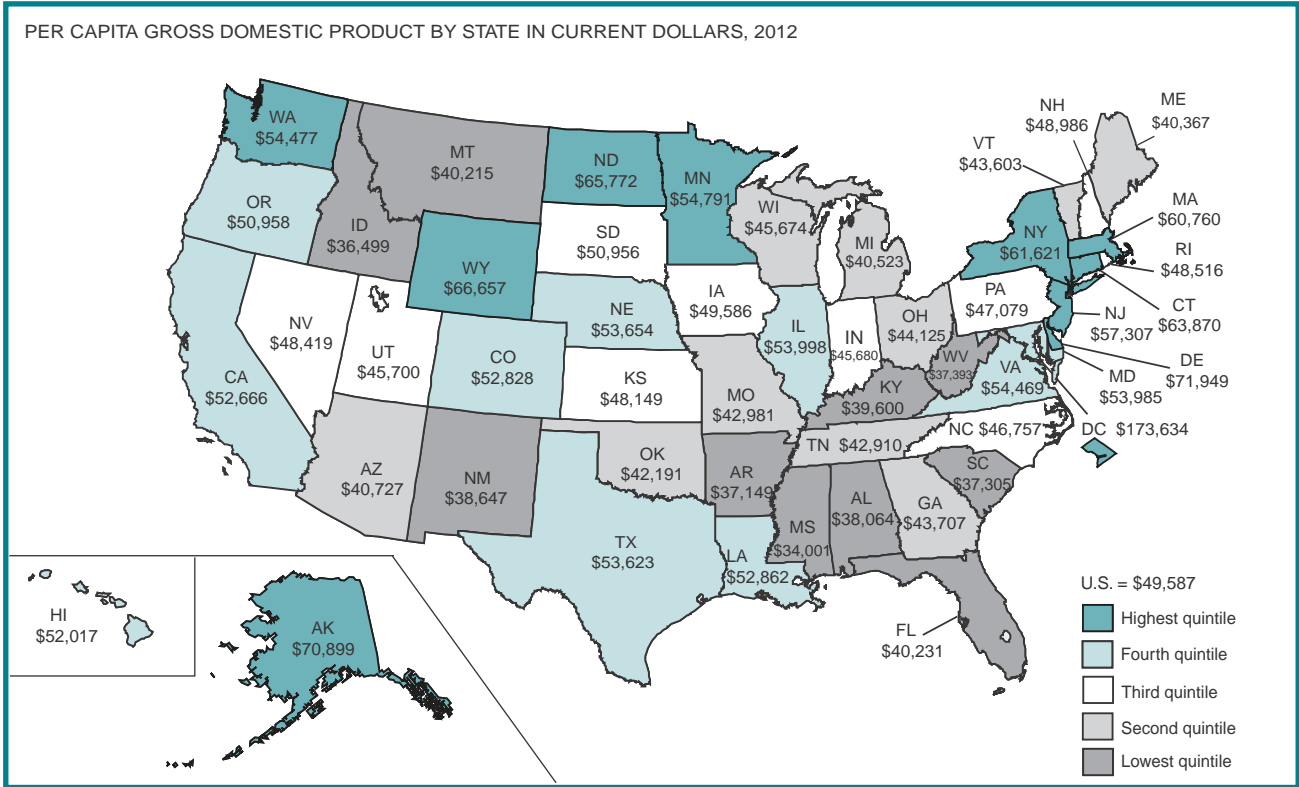 PER CAPITA GROSS DOMESTIC PRODUCT BY STATE IN CURRENT DOLLARS, 2012
WA
$54,477
OR
$50,958
CA
$52,666
NV
$48,419
ID
$36,499
MT
$40,215
WY
$66,657
UT
$45,700
CO
$52,828
AZ
$40,727
NM
$38,647
ND
$65,772
SD
$50,956
NE
$53,654
KS
$48,149
OK
$42,191
TX
$53,623
MN
$54,791
IA
$49,586
MO
$42,981
AR
$37,149
LA
$52,862
WI
$45,674
IL
$53,998
MI
$40,523
IN
$45,680
OH
$44,125
KY
$39,600
TN $42,910
MS
$34,001
AL
$38,064
GA
$43,707
FL
$40,231
SC
$37,305
NC $46,757
VA
$54,469
WV
$37,393
PA
$47,079
NY
$61,621
VT
$43,603
NH
$48,986
ME
$40,367
MA
$60,760
RI
$48,516
CT
$63,870
NJ
$57,307
DE
$71,949
MD
$53,985
DC $173,634
HI
$52,017
AK
$70,899
U.S. = $49,587
Highest quintile
Fourth quintile
Third quintile
Second quintile
Lowest quintile